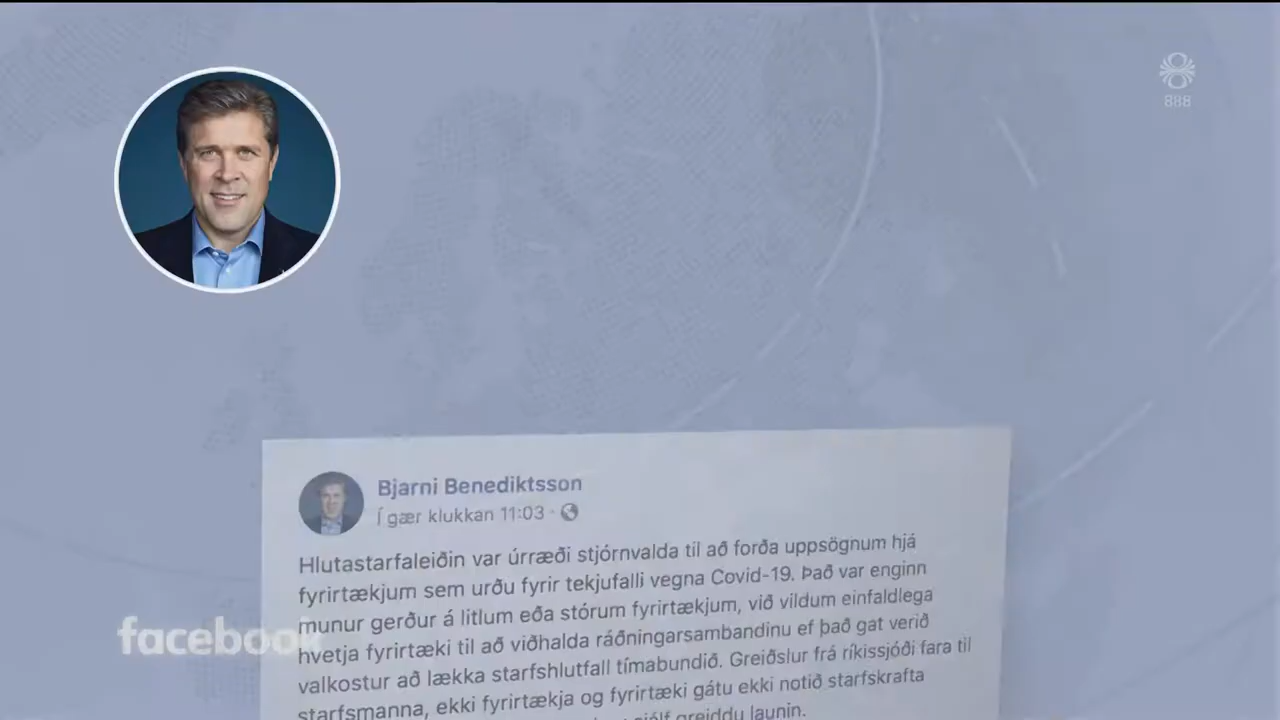 888
Bjarni Benediktsson
Í gær klukkan 11:03 ·
Hlutastarfaleiðin var úrræði stjórnvalda til að forða uppsögnum hjá
fyrirtækjum sem urðu fyrir tekjufalli vegna Covid-19. Það var enginn
munur gerður á litlum eða stórum fyrirtækjum, við vildum einfaldlega
hvetja fyrirtæki til að viðhalda ráðningarsambandinu ef það gat verið
valkostur að lækka starfshlutfall tímabundið. Greiðslur frá ríkissjóði fara til
starfsmanna, ekki fyrirtækja og fyrirtæki gátu ekki notið starfskrafta
greiddu launin.
facebook